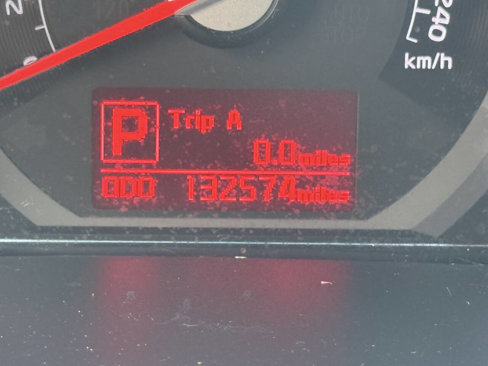 240
km/h
P
Trip A
0.0miles
ODO 132574miles